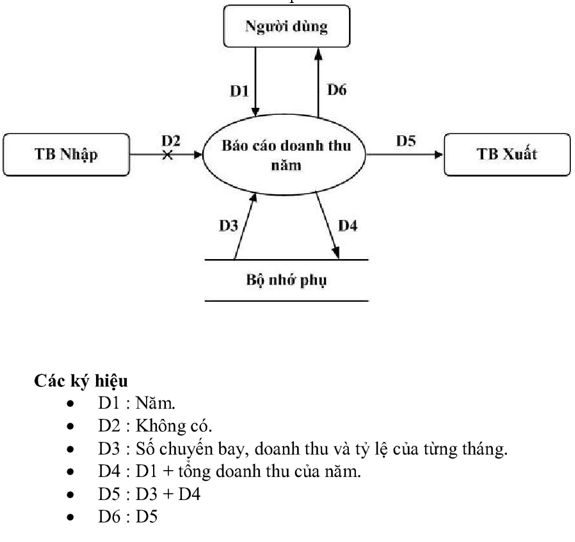 Người dùng
D1
D6
TB Nhập
D2
Báo cáo doanh thu
năm
D5
TB Xuất
D3
D4
Bộ nhớ phụ
Các ký hiệu
• D1 : Năm.
• D2 : Không có.
• D3 : Số chuyến bay, doanh thu và tỷ lệ của từng tháng.
• D4 : D1 + tổng doanh thu của năm.
• D5 : D3 + D4
• D6 : D5